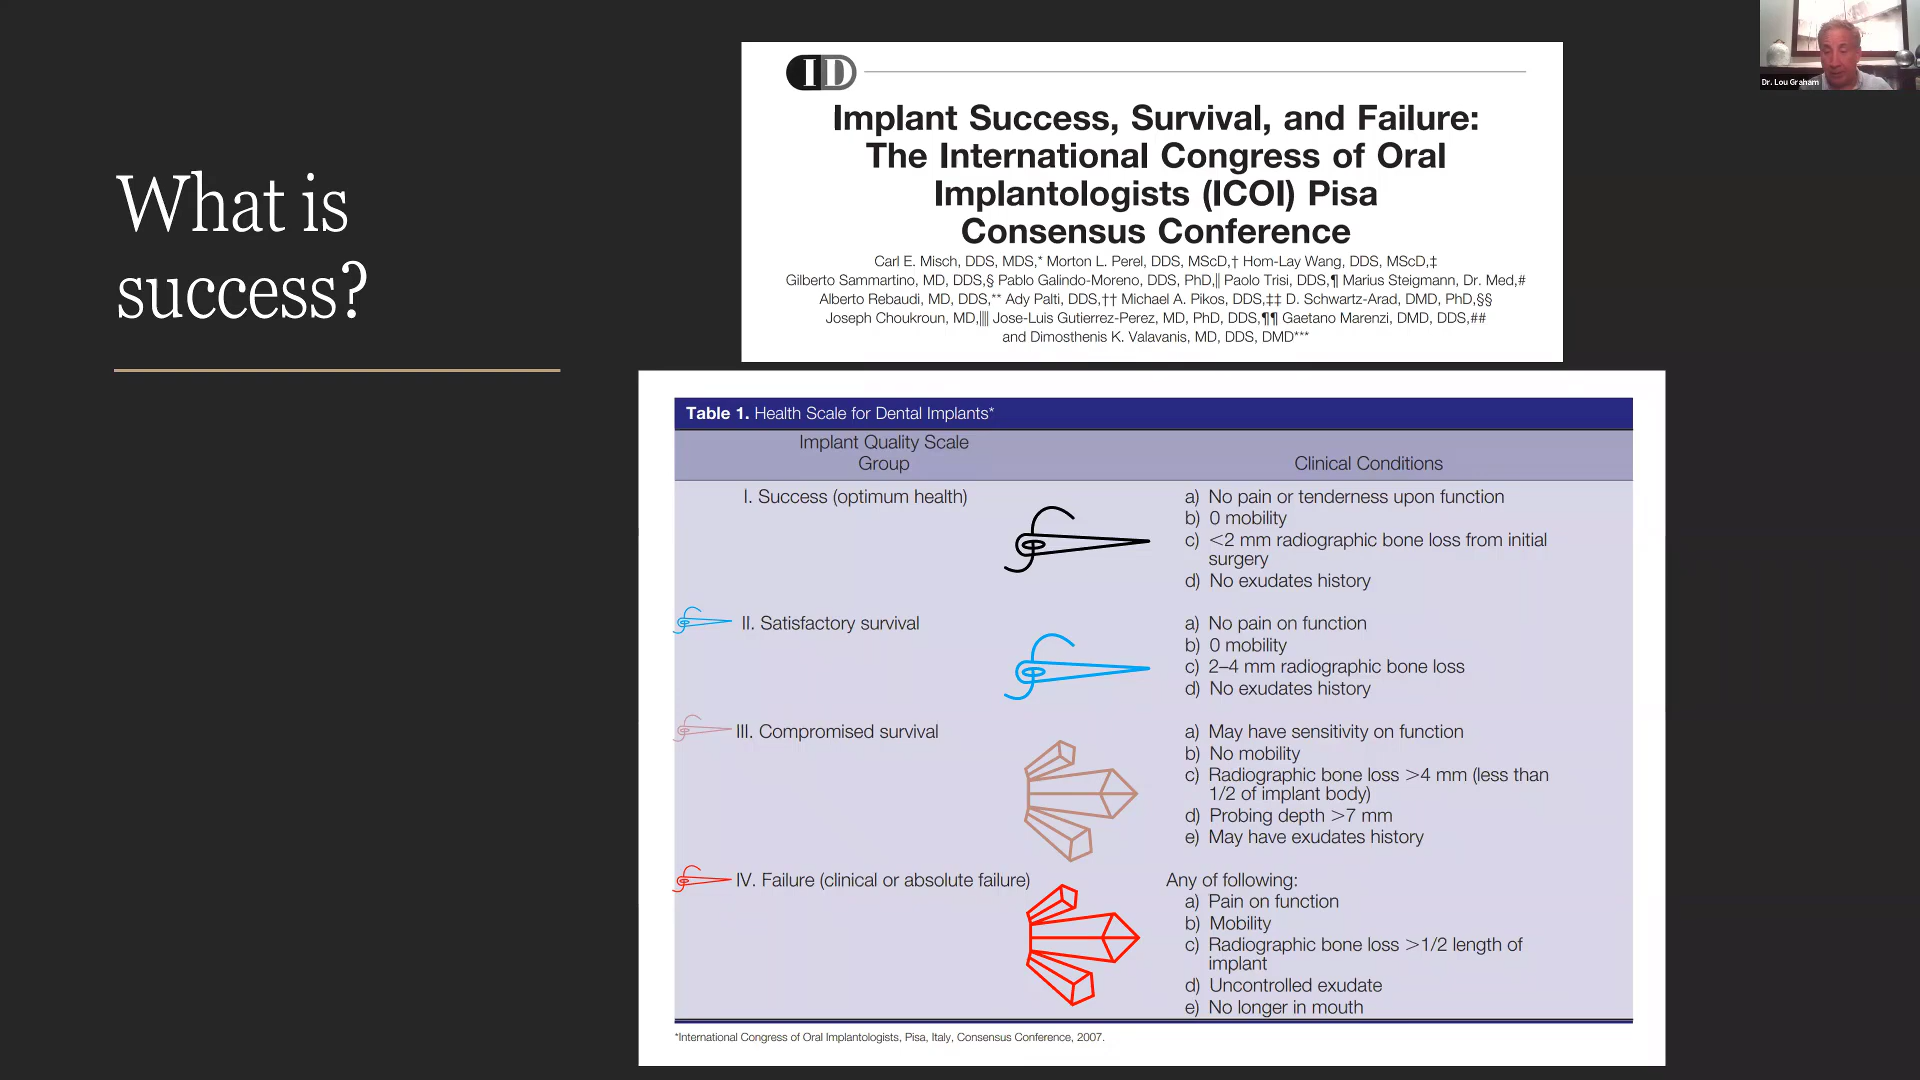 What is
success?
ID
Implant Success, Survival, and Failure:
The International Congress of Oral
Implantologists (ICOI) Pisa
Consensus Conference
Carl E. Misch, DDS, MDS,* Morton L. Perel, DDS, MScD,† Hom-Lay Wang, DDS, MScD,‡
Gilberto Sammartino, MD, DDS,§ Pablo Galindo-Moreno, DDS, PhD,‖ Paolo Trisi, DDS,¶ Marius Steigmann, Dr. Med,#
Alberto Rebaudi, MD, DDS,** Ady Palti, DDS,†† Michael A. Pikos, DDS,‡‡ D. Schwartz-Arad, DMD, PhD,§§
Joseph Choukroun, MD,‖‖ Jose-Luis Gutierrez-Perez, MD, PhD, DDS,¶¶ Gaetano Marenzi, DMD, DDS,##
and Dimosthenis K. Valavanis, MD, DDS, DMD***
Table 1. Health Scale for Dental Implants*
Implant Quality Scale
Group
Clinical Conditions
I. Success (optimum health)
a) No pain or tenderness upon function
b) 0 mobility
c) <2 mm radiographic bone loss from initial
surgery
d) No exudates history
II. Satisfactory survival
a) No pain on function
b) 0 mobility
c) 2–4 mm radiographic bone loss
d) No exudates history
III. Compromised survival
a) May have sensitivity on function
b) No mobility
c) Radiographic bone loss >4 mm (less than
1/2 of implant body)
d) Probing depth >7 mm
e) May have exudates history
IV. Failure (clinical or absolute failure)
Any of following:
a) Pain on function
b) Mobility
c) Radiographic bone loss >1/2 length of
implant
d) Uncontrolled exudate
e) No longer in mouth
*International Congress of Oral Implantologists, Pisa, Italy, Consensus Conference, 2007.
Dr. Lou Graham